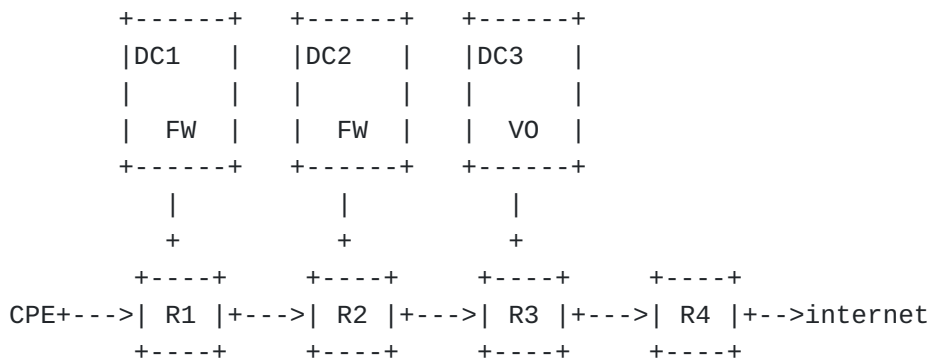 +------+   +------+   +------+
|DC1   |   |DC2   |   |DC3   |
|      |   |      |   |      |
|  FW  |   |  FW  |   |  VO  |
+------+   +------+   +------+
|          |          |
+          +          +
+----+     +----+     +----+     +----+
CPE+--->| R1 |+--->| R2 |+--->| R3 |+--->| R4 |+-->internet
+----+     +----+     +----+     +----+